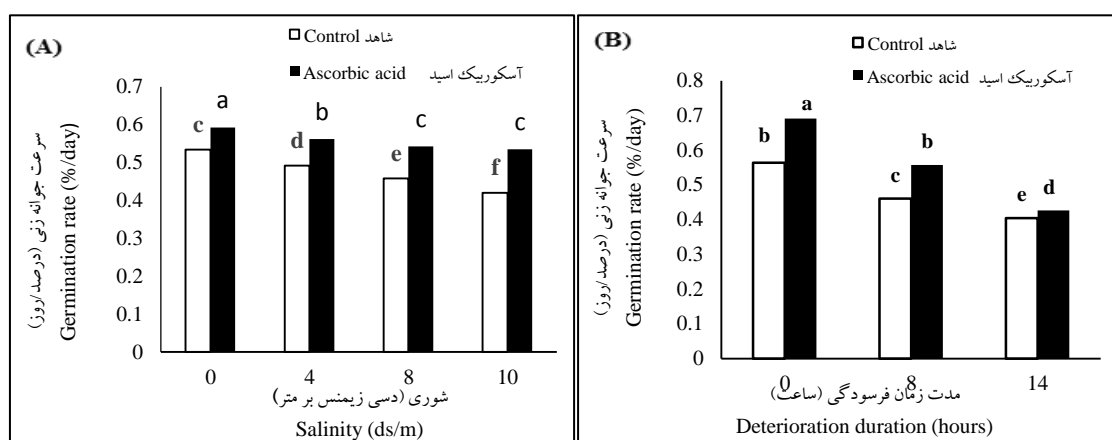 (A)
Control شاهد
Ascorbic acid آسکوربیک اسید
سرعت جوانه زنی (درصد/روز)
Germination rate (%/day)
0.7
0.6
0.5
0.4
0.3
0.2
0.1
0
c a d b e c f c
0 4 8 10
شوری (دسی زیمنس بر متر)
Salinity (ds/m)
(B)
Control شاهد
Ascorbic acid آسکوربیک اسید
سرعت جوانه زنی (درصد/روز)
Germination rate (%/day)
0.8
0.7
0.6
0.5
0.4
0.3
0.2
0.1
0
b a c b e d
0 8 14
مدت زمان فرسودگی (ساعت)
Deterioration duration (hours)